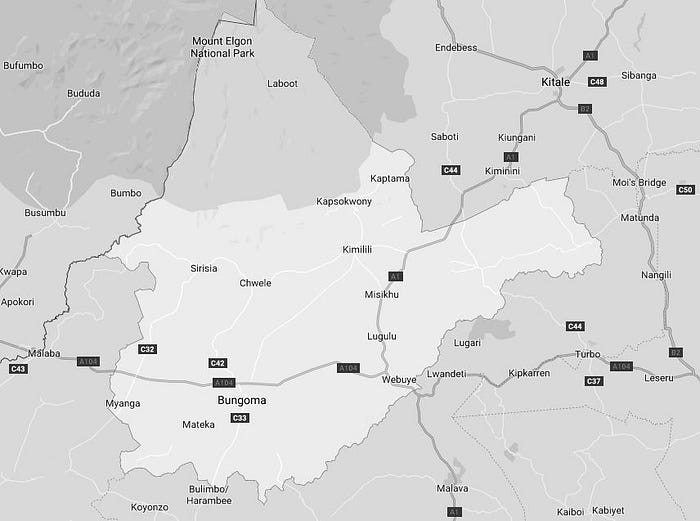 Mount Elgon
National Park
Endebess
A1
Bufumbo
Kitale
C48
Sibanga
Laboot
Bududa
B2
Saboti
Kiungani
A1
C44
Kiminini
Kaptama
Moi's Bridge
C50
Bumbo
Kapsokwony
Busumbu
Matunda
Kimilili
Kwapa
Sirisia
A1
Nangili
Chwele
Misikhu
Apokori
C44
Lugulu
Lugari
C32
Malaba
A104
C42
B2
Turbo
C43
A104
A104
Kipkarren
A104
Webuye
Lwandeti
C37
Leseru
Myanga
Bungoma
C33
Mateka
Malava
Bulimbo/
Harambee
Koyonzo
A1
Kaiboi
Kabiyet